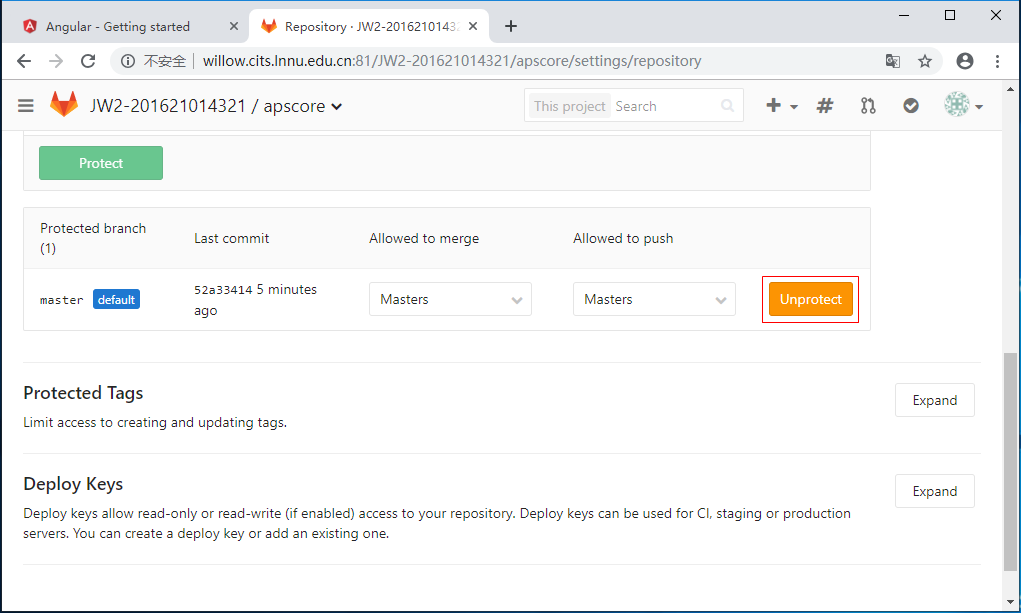 Angular - Getting started
Repository · JW2-20162101432
不安全 willow.cits.lnnu.edu.cn:81/JW2-201621014321/apscore/settings/repository
JW2-201621014321 / apscore
This project Search
Protect
Protected branch (1)
Last commit
Allowed to merge
Allowed to push
master default
52a33414 5 minutes ago
Masters
Masters
Unprotect
Protected Tags
Limit access to creating and updating tags.
Expand
Deploy Keys
Deploy keys allow read-only or read-write (if enabled) access to your repository. Deploy keys can be used for CI, staging or production
servers. You can create a deploy key or add an existing one.
Expand